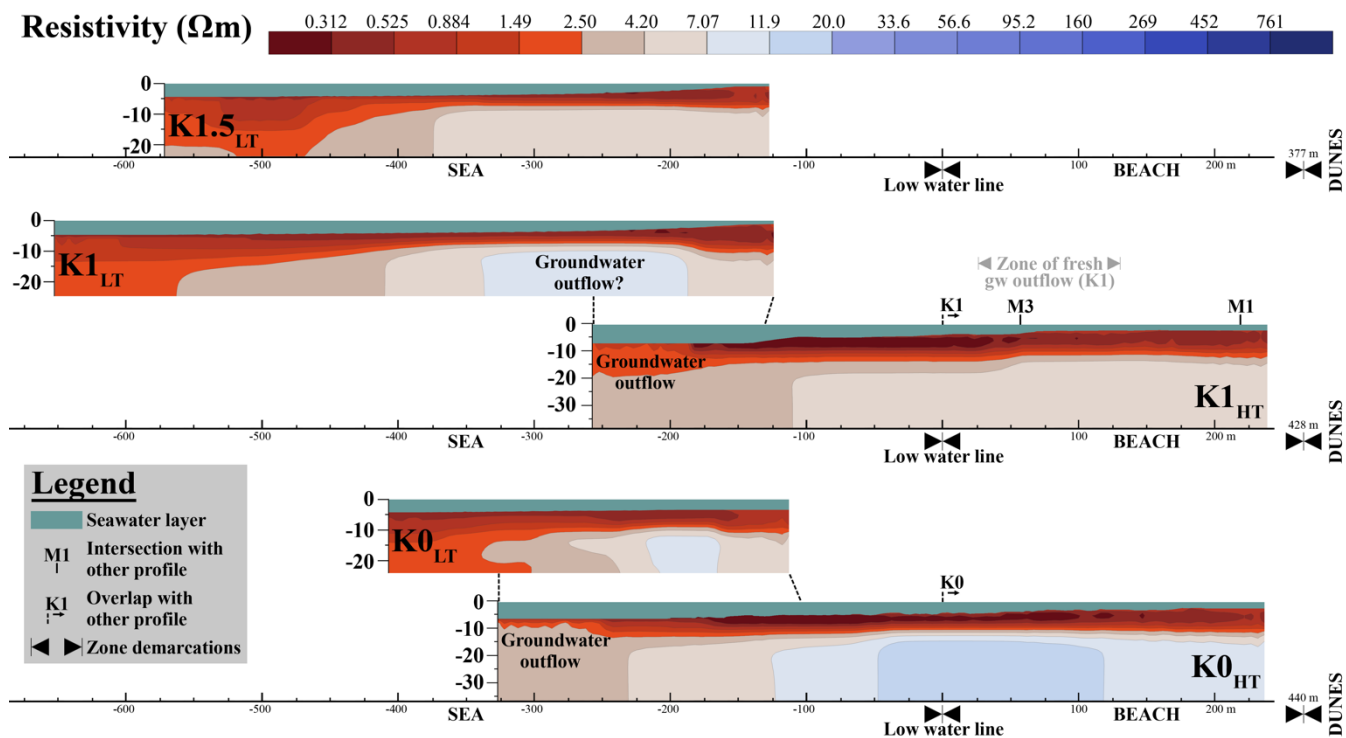 Resistivity (Ωm)
0.312 0.525 0.884 1.49 2.50 4.20 7.07 11.9 20.0 33.6 56.6 95.2 160 269 452 761
0
-10
-20
K1.5LT
-600 -500 -400 -300 -200 -100 100 200 m
SEA
Low water line
BEACH
377 m
DUNES
0
-10
-20
K1LT
Groundwater
outflow?
Zone of fresh
gw outflow (K1)
K1
M3
M1
0
-10
-20
-30
Groundwater
outflow
K1HT
-600 -500 -400 -300 -200 -100 100 200 m
SEA
Low water line
BEACH
428 m
DUNES
Legend
Seawater layer
M1 Intersection with
other profile
K1 Overlap with
other profile
Zone demarcations
0
-10
-20
K0LT
K0
0
-10
-20
-30
Groundwater
outflow
K0HT
-600 -500 -400 -300 -200 -100 100 200 m
SEA
Low water line
BEACH
440 m
DUNES